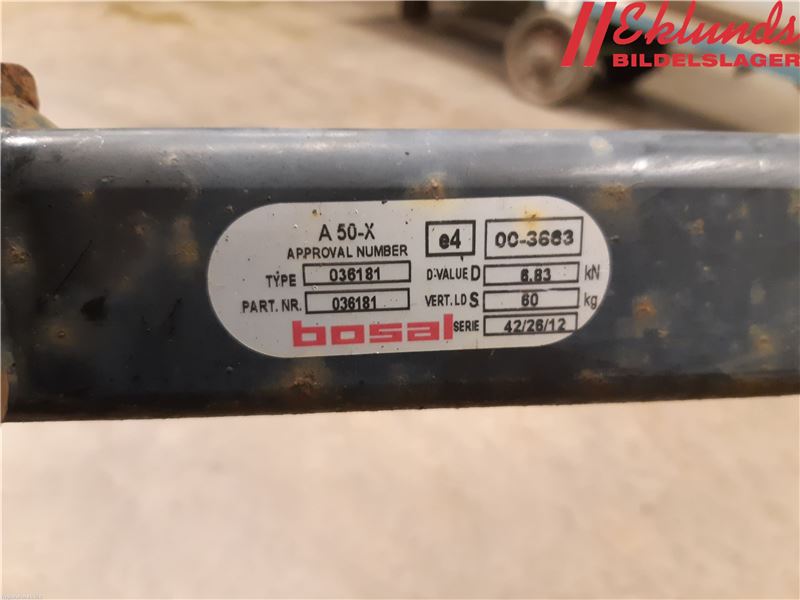 Eklunds
BILDELSLAGER
A 50-X
APPROVAL NUMBER
e4 00-3663
TYPE 036181
D-VALUE D 6.83 kN
PART. NR. 036181
VERT. LD S 60 kg
bosal
SERIE 42/26/12